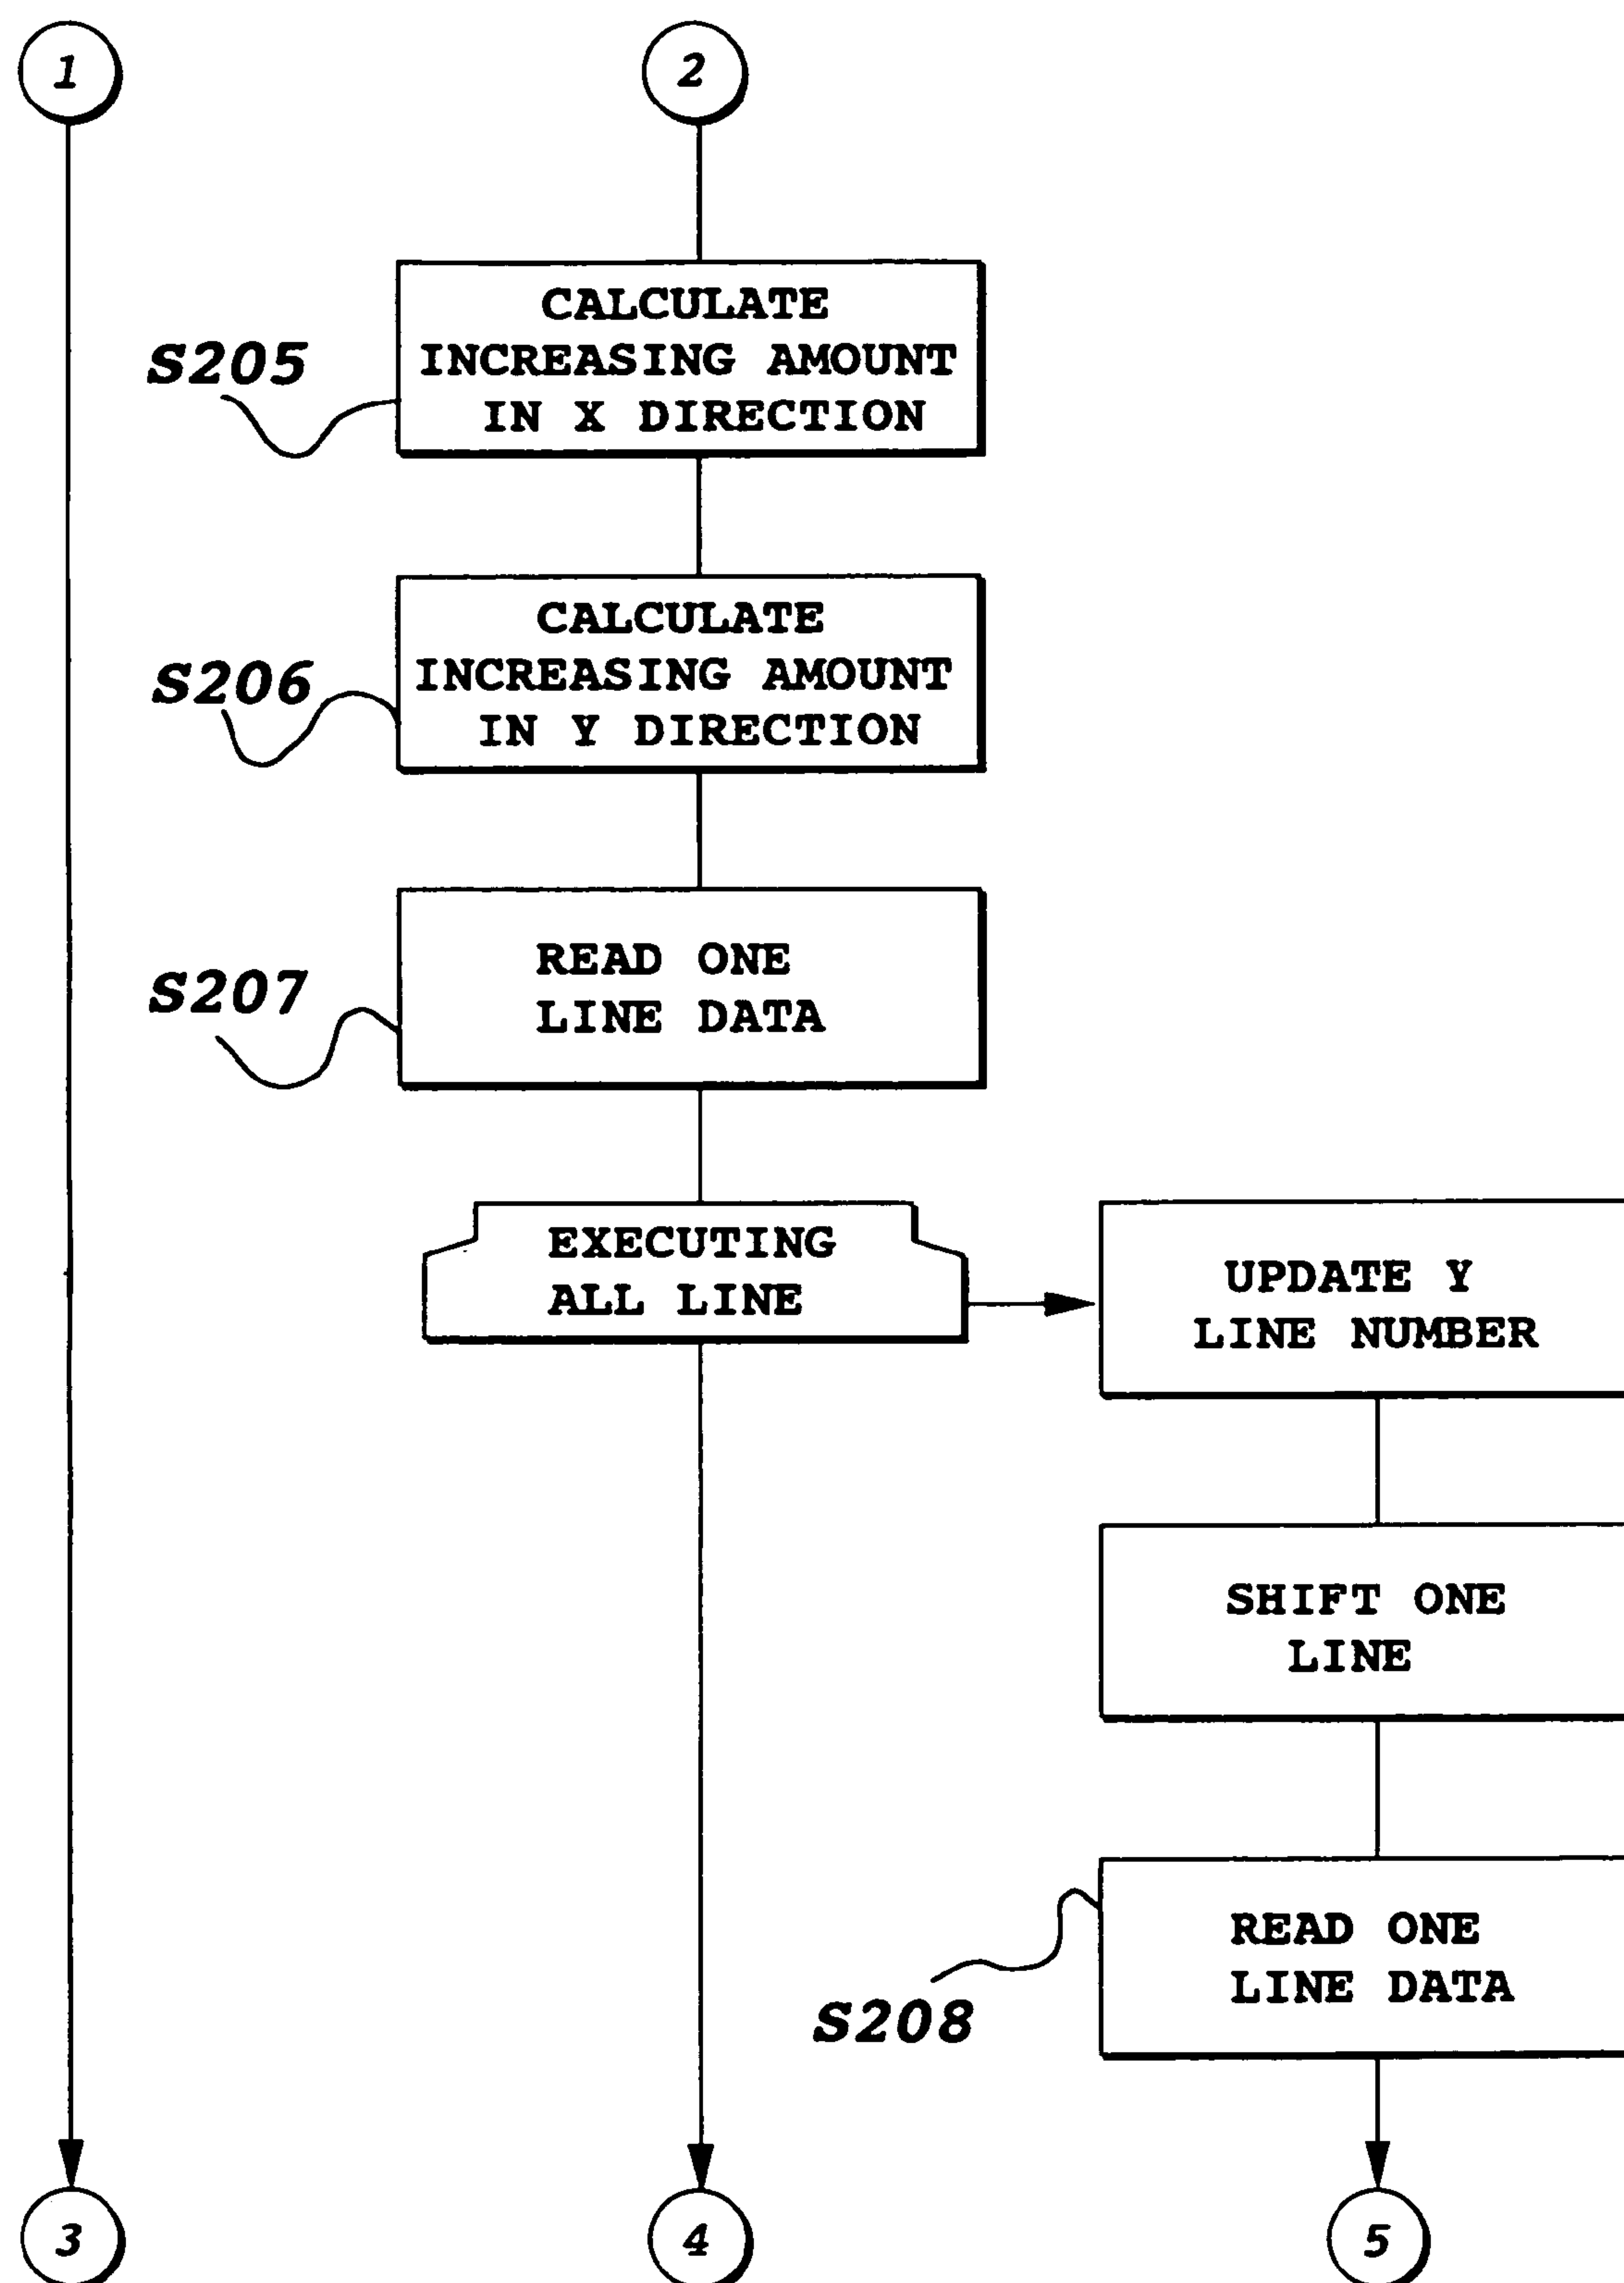 1
2
CALCULATE
INCREASING AMOUNT
IN X DIRECTION
S205
CALCULATE
INCREASING AMOUNT
IN Y DIRECTION
S206
READ ONE
LINE DATA
S207
EXECUTING
ALL LINE
UPDATE Y
LINE NUMBER
SHIFT ONE
LINE
READ ONE
LINE DATA
S208
3
4
5